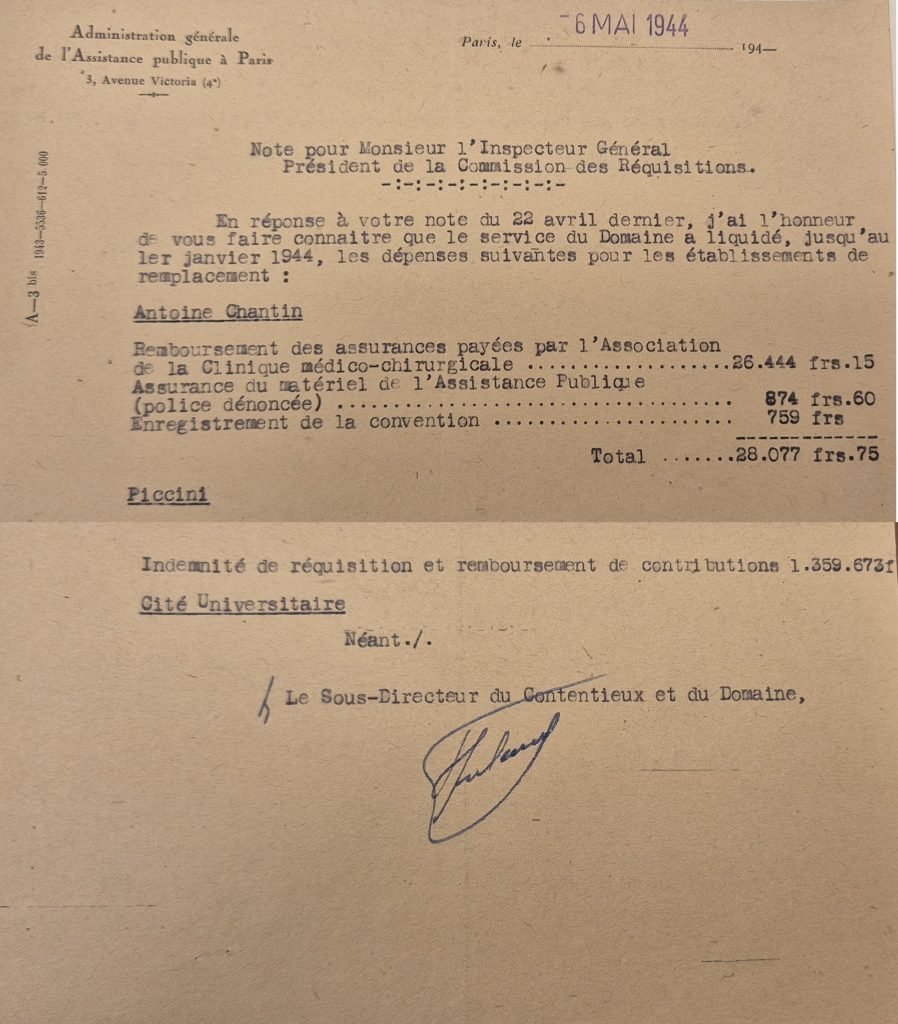 Administration générale
de l'Assistance publique à Paris
3, Avenue Victoria (4e)
Paris, le -6 MAI 1944 194—
A—3 bis 1943—5536—612—5.000
Note pour Monsieur l'Inspecteur Général
Président de la Commission des Réquisitions.
-:-:-:-:-:-:-:-:-:-
En réponse à votre note du 22 avril dernier, j'ai l'honneur
de vous faire connaitre que le service du Domaine a liquidé, jusqu'au
1er janvier 1944, les dépenses suivantes pour les établissements de
remplacement :
Antoine Chantin
Remboursement des assurances payées par l'Association
de la Clinique médico-chirurgicale ...................26.444 frs.15
Assurance du matériel de l'Assistance Publique
(police dénoncée) ..................................... 874 frs.60
Enregistrement de la convention ...................... 759 frs
-------------
Total .......28.077 frs.75
Piccini
Indemnité de réquisition et remboursement de contributions 1.359.673f
Cité Universitaire
Néant./.
Le Sous-Directeur du Contentieux et du Domaine,